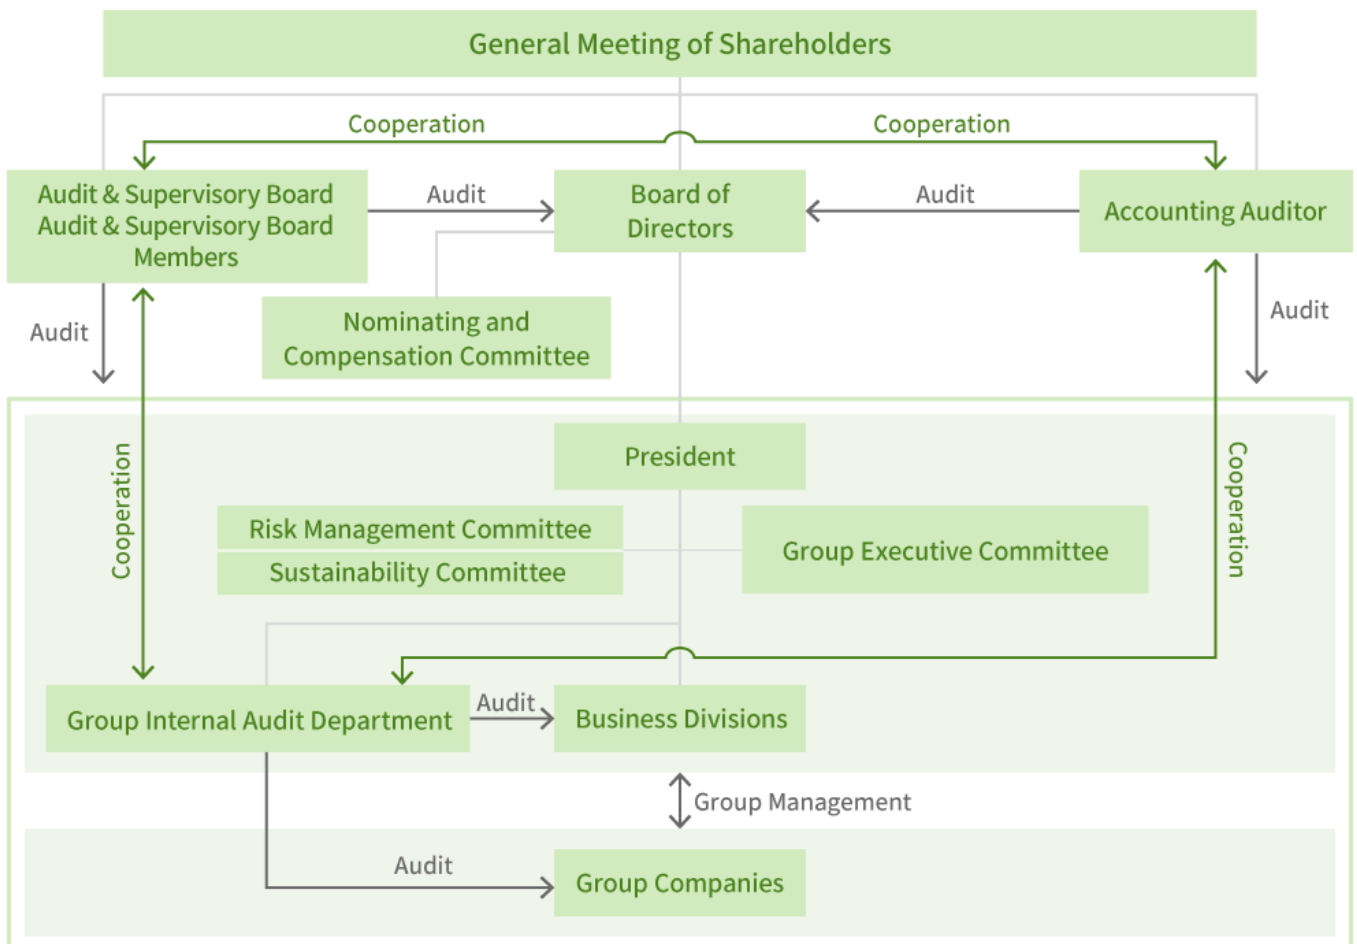 General Meeting of Shareholders
Cooperation
Cooperation
Audit & Supervisory Board
Audit & Supervisory Board
Members
Audit
Board of
Directors
Audit
Accounting Auditor
Audit
Nominating and
Compensation Committee
Audit
President
Cooperation
Risk Management Committee
Sustainability Committee
Group Executive Committee
Cooperation
Group Internal Audit Department
Audit
Business Divisions
Group Management
Audit
Group Companies